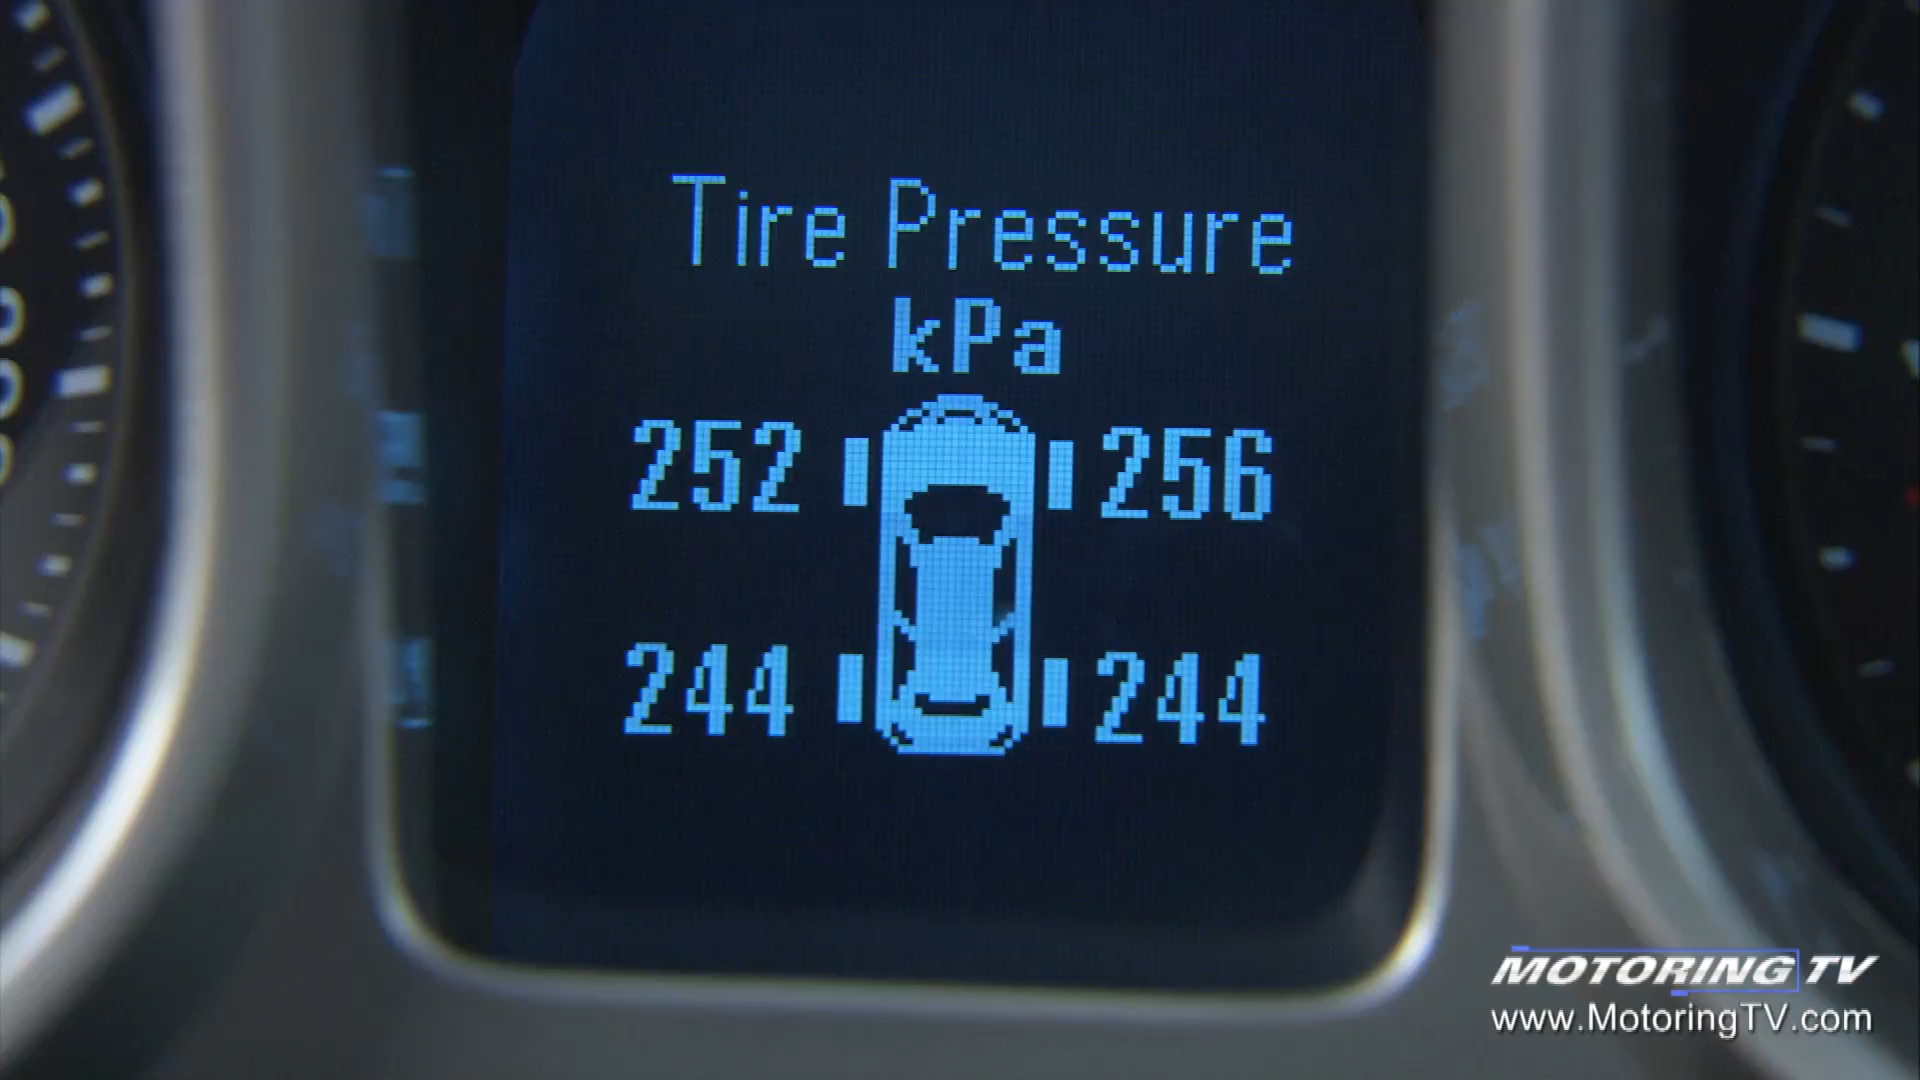 Tire Pressure
kPa
252 256
244 244
MOTORING TV
www.MotoringTV.com